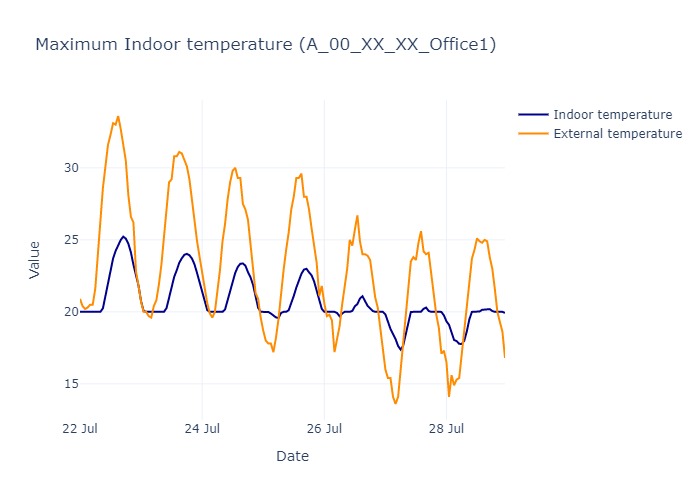 Maximum Indoor temperature (A_00_XX_XX_Office1)
Indoor temperature
External temperature
30
25
20
15
Value
22 Jul
24 Jul
26 Jul
28 Jul
Date